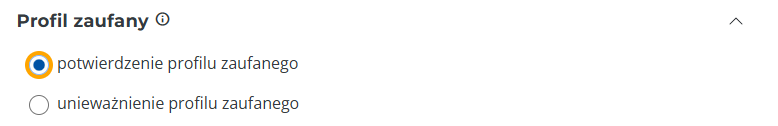 Profil zaufany
potwierdzenie profilu zaufanego
unieważnienie profilu zaufanego